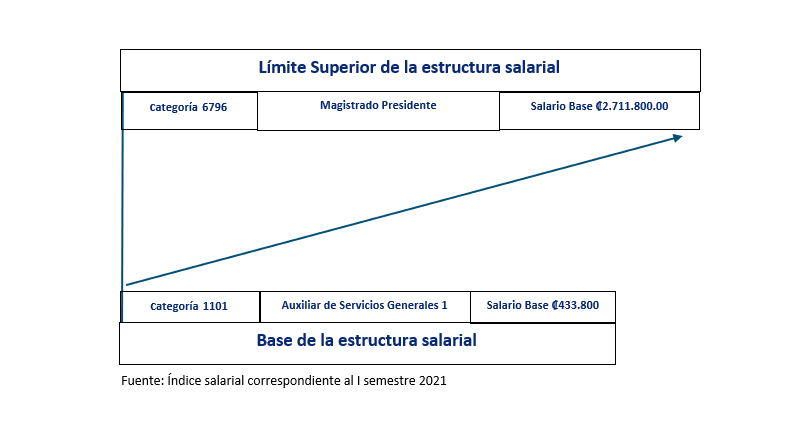 Límite Superior de la estructura salarial
Categoría 6796
Magistrado Presidente
Salario Base ₡2.711.800.00
Categoría 1101
Auxiliar de Servicios Generales 1
Salario Base ₡433.800
Base de la estructura salarial
Fuente: Índice salarial correspondiente al I semestre 2021